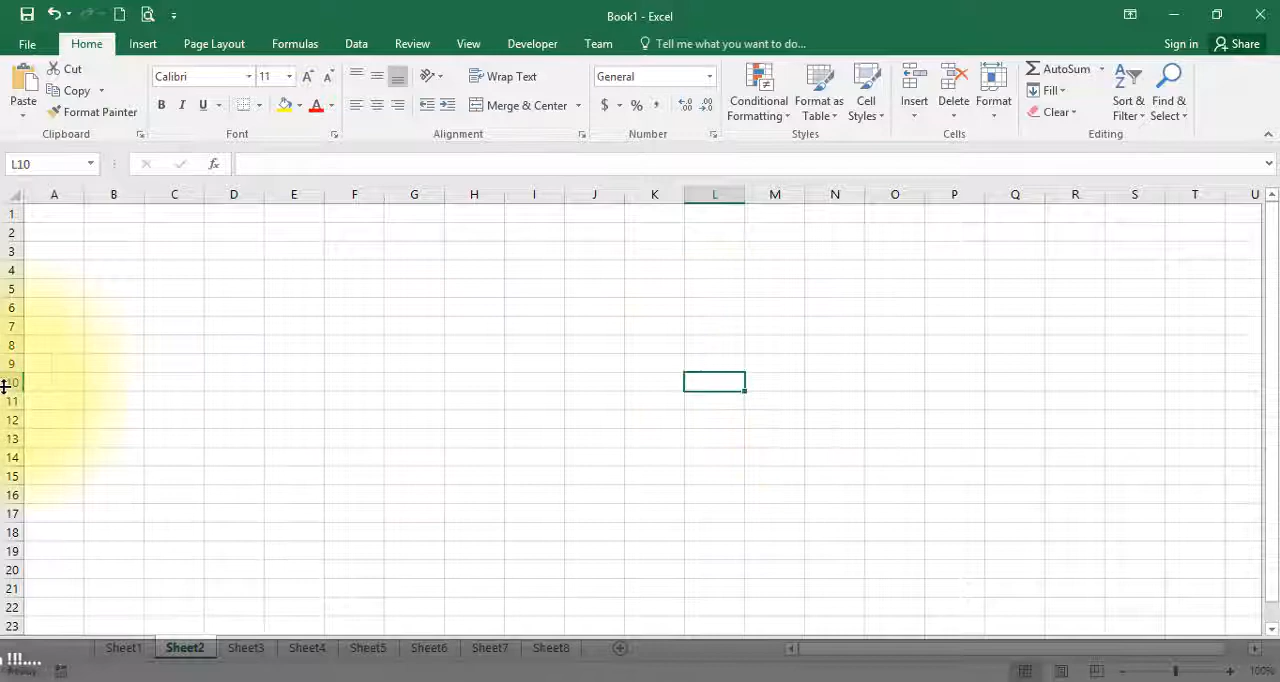 Book1 - Excel
File Home Insert Page Layout Formulas Data Review View Developer Team Tell me what you want to do... Sign in Share
Cut
Copy
Format Painter
Paste
Clipboard
Calibri 11
B I U
Font
Wrap Text
Merge & Center
Alignment
General
$ % ,
Number
Conditional Formatting
Format as Table
Cell Styles
Styles
Insert Delete Format
Cells
AutoSum
Fill
Clear
Sort & Filter
Find & Select
Editing
L10 fx
A B C D E F G H I J K L M N O P Q R S T U
1
2
3
4
5
6
7
8
9
10
11
12
13
14
15
16
17
18
19
20
21
22
23
Sheet1 Sheet2 Sheet3 Sheet4 Sheet5 Sheet6 Sheet7 Sheet8
!!!....
Ready 100%